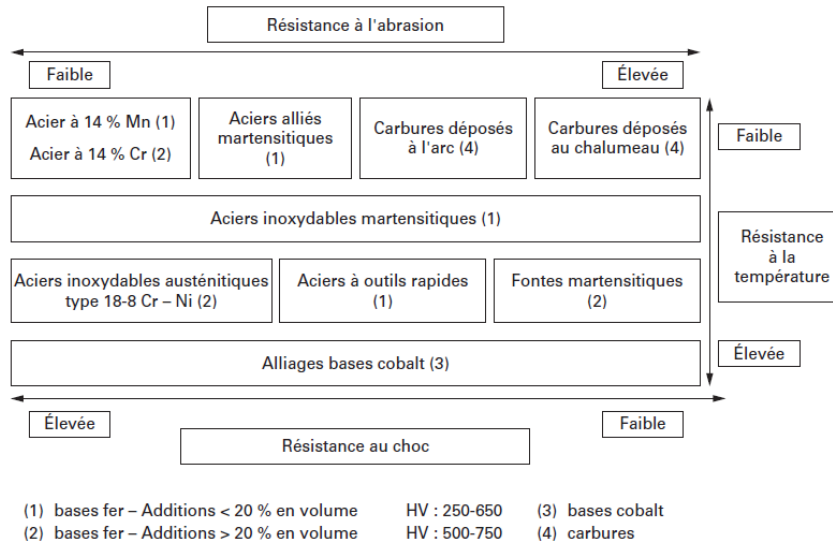 Résistance à l'abrasion
Faible
Élevée
Acier à 14 % Mn (1)
Acier à 14 % Cr (2)
Aciers alliés
martensitiques
(1)
Carbures déposés
à l'arc (4)
Carbures déposés
au chalumeau (4)
Faible
Aciers inoxydables martensitiques (1)
Résistance
à la
température
Aciers inoxydables austénitiques
type 18-8 Cr – Ni (2)
Aciers à outils rapides
(1)
Fontes martensitiques
(2)
Alliages bases cobalt (3)
Élevée
Élevée
Faible
Résistance au choc
(1) bases fer – Additions < 20 % en volume HV : 250-650 (3) bases cobalt
(2) bases fer – Additions > 20 % en volume HV : 500-750 (4) carbures